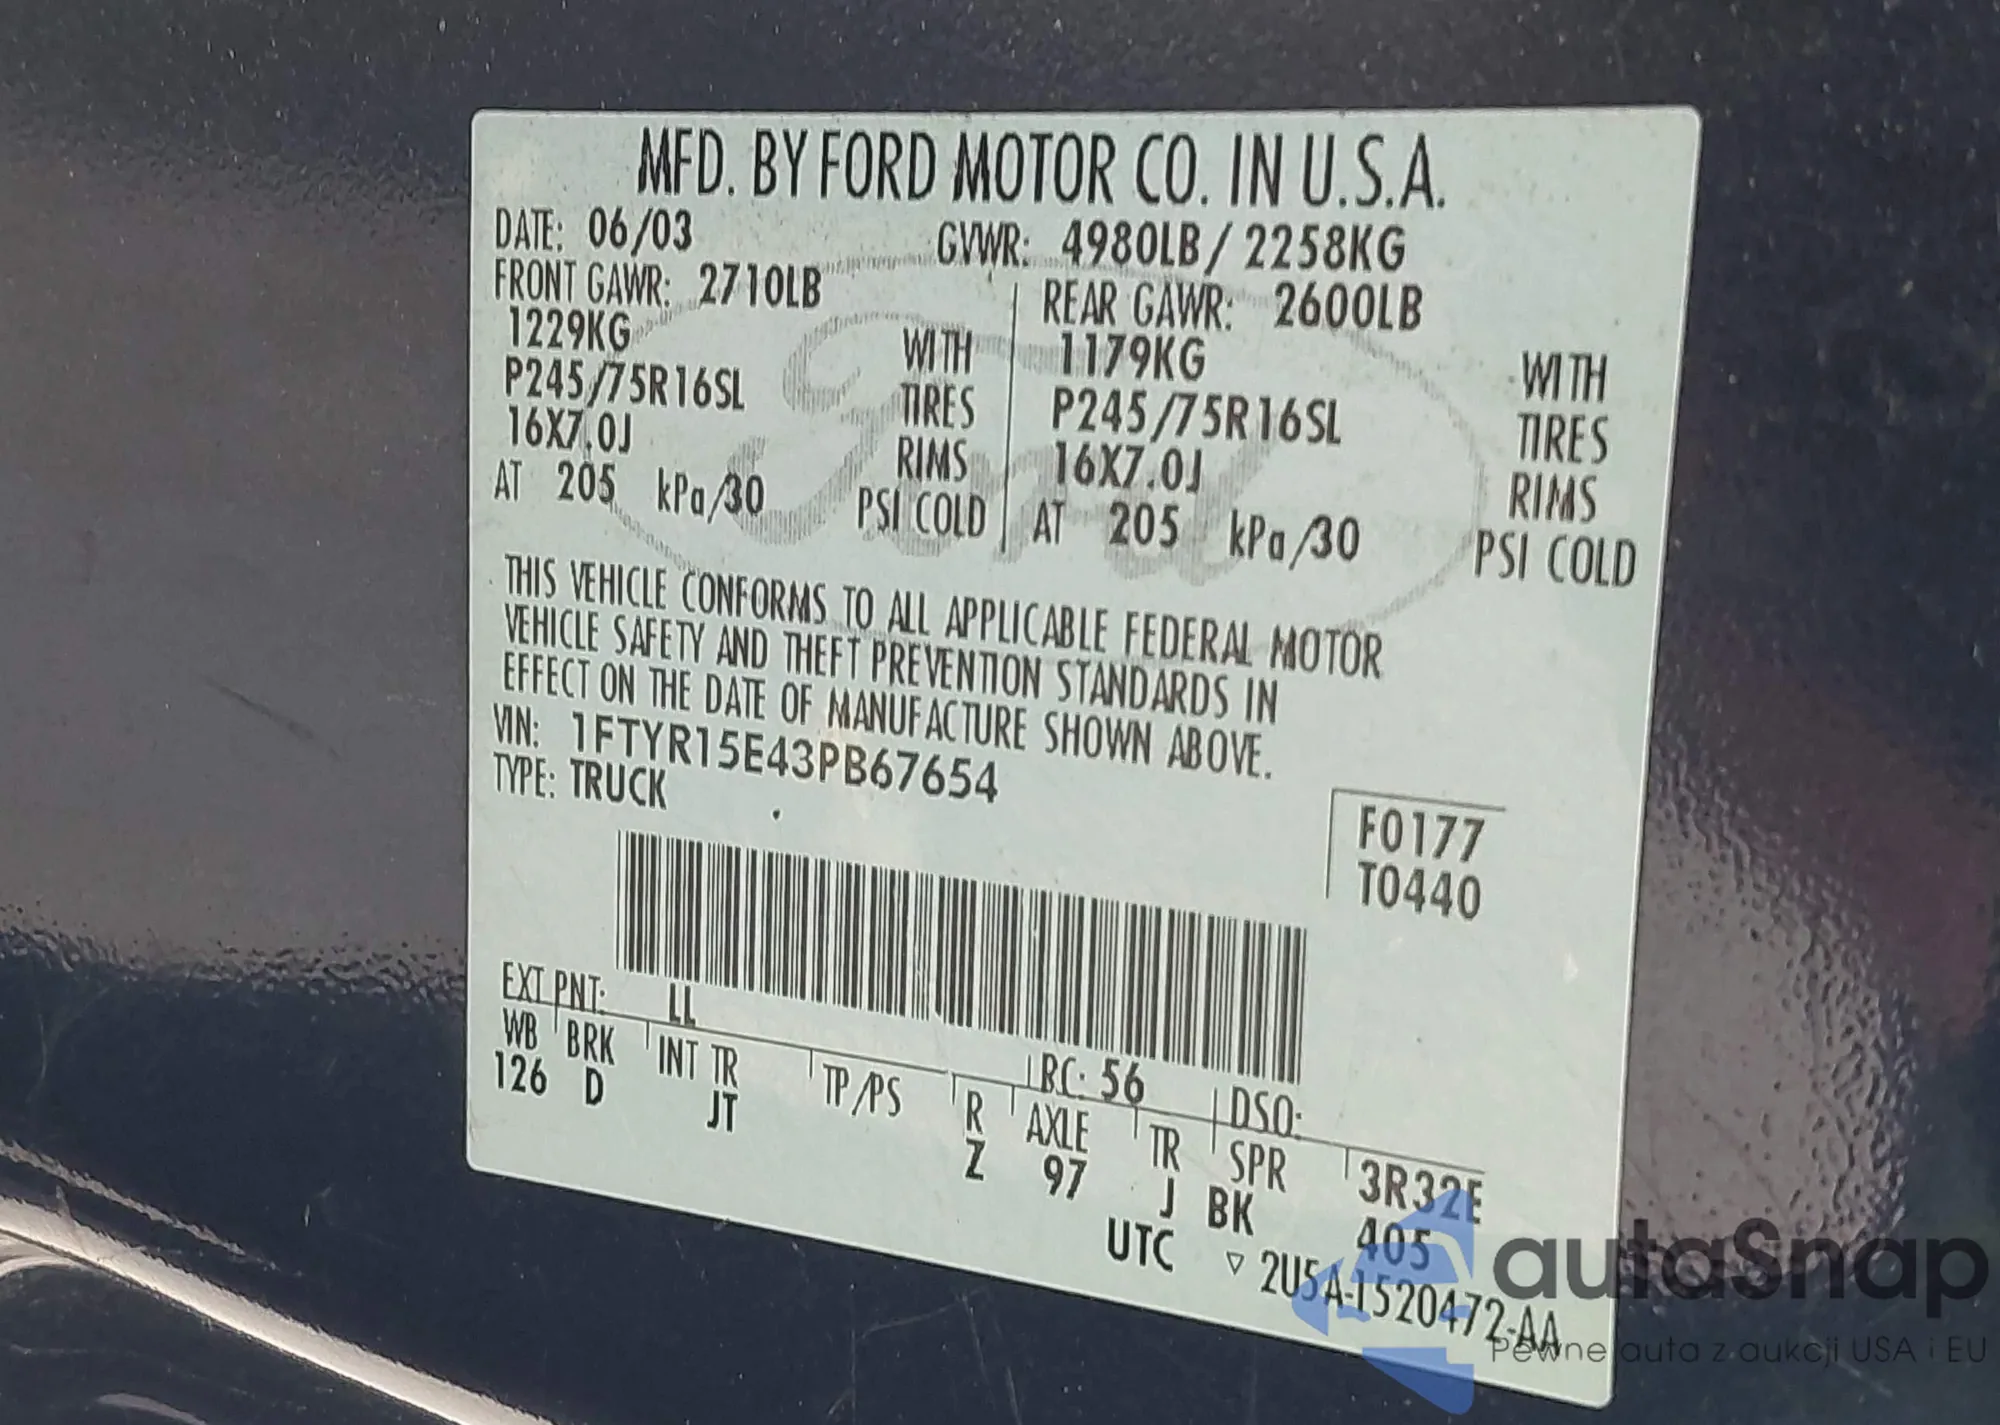 MFD. BY FORD MOTOR CO. IN U.S.A.
DATE: 06/03 GVWR: 4980LB / 2258KG
FRONT GAWR: 2710LB REAR GAWR: 2600LB
1229KG WITH 1179KG WITH
P245/75R16SL TIRES P245/75R16SL TIRES
16X7.0J RIMS 16X7.0J RIMS
AT 205 kPa/30 PSI COLD AT 205 kPa/30 PSI COLD
THIS VEHICLE CONFORMS TO ALL APPLICABLE FEDERAL MOTOR
VEHICLE SAFETY AND THEFT PREVENTION STANDARDS IN
EFFECT ON THE DATE OF MANUFACTURE SHOWN ABOVE.
VIN: 1FTYR15E43PB67654
TYPE: TRUCK
F0177
T0440
EXT PNT: LL RC: 56 DSO:
WB BRK INT TR TP/PS R AXLE TR SPR 3R32E
126 D JT Z 97 J BK 405
UTC ▽ 2U5A-1520472-AA
Ford
autaSnap
Pewne auta z aukcji USA i EU